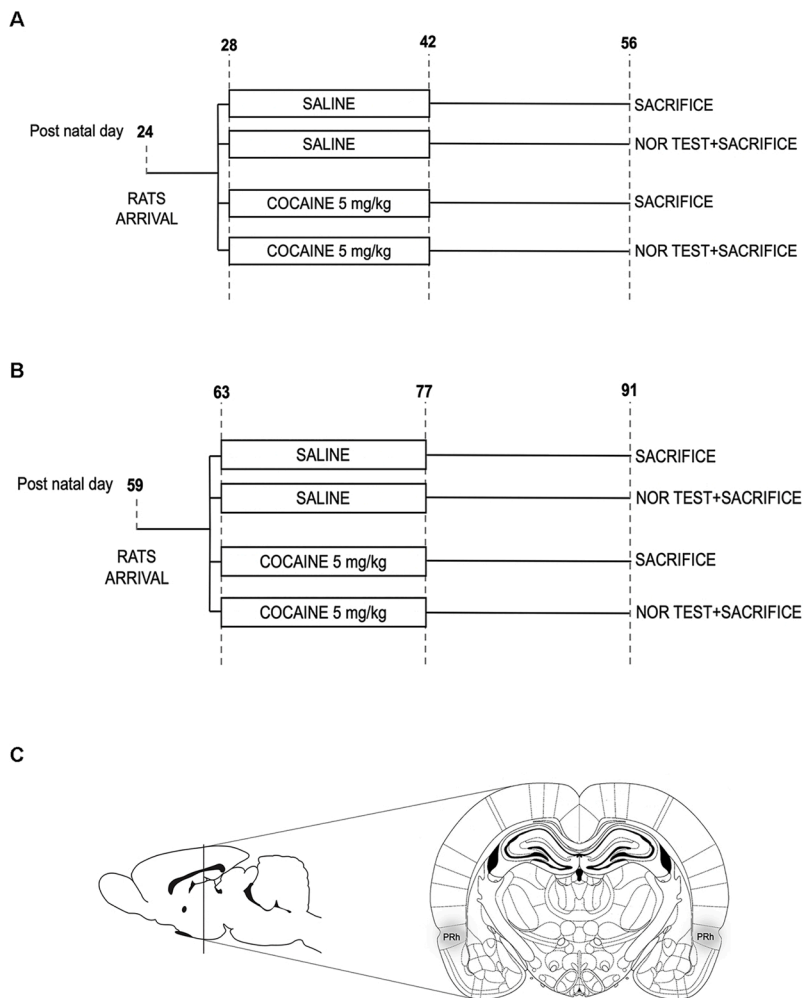 A
28 42 56
SALINE SACRIFICE
Post natal day 24
SALINE NOR TEST+SACRIFICE
RATS
ARRIVAL
COCAINE 5 mg/kg SACRIFICE
COCAINE 5 mg/kg NOR TEST+SACRIFICE
B
63 77 91
SALINE SACRIFICE
Post natal day 59
SALINE NOR TEST+SACRIFICE
RATS
ARRIVAL
COCAINE 5 mg/kg SACRIFICE
COCAINE 5 mg/kg NOR TEST+SACRIFICE
C
PRh PRh